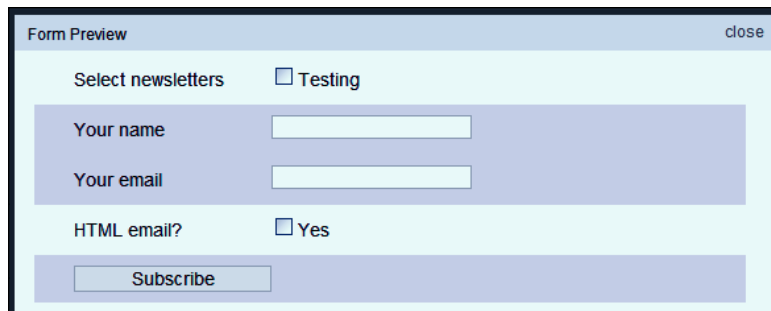 Form Preview close
Select newsletters Testing
Your name
Your email
HTML email? Yes
Subscribe